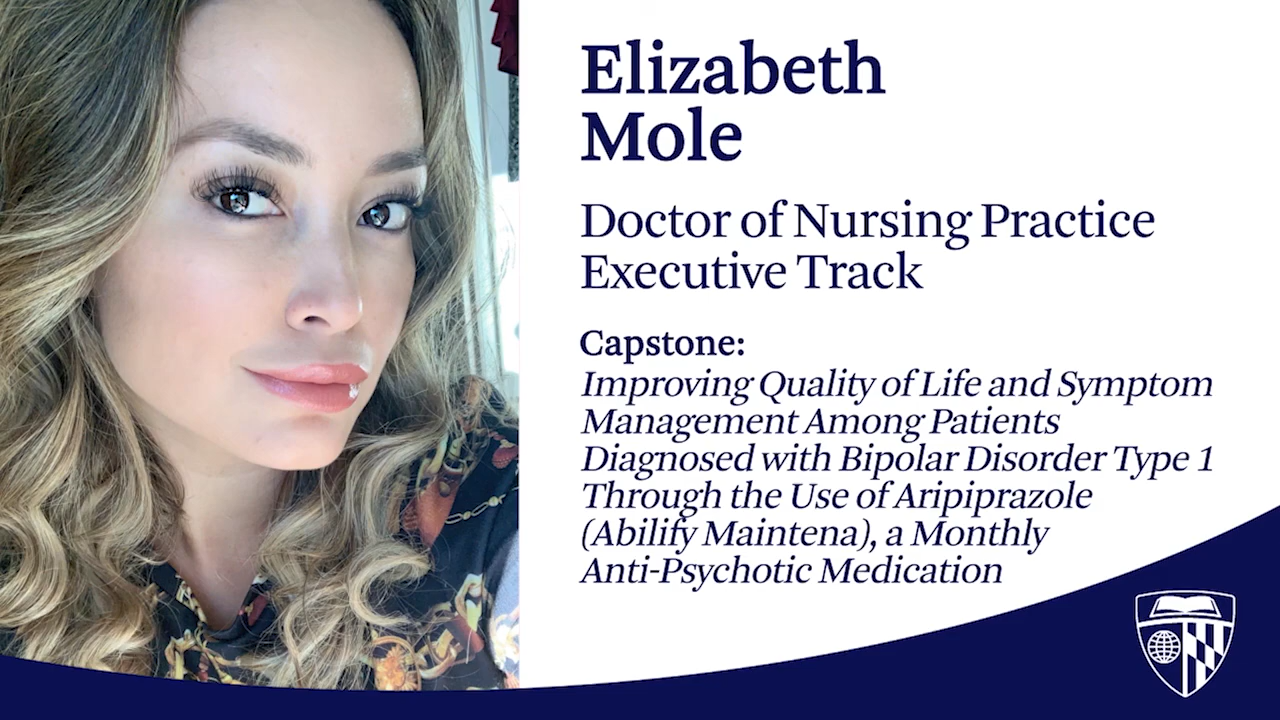 Elizabeth
Mole
Doctor of Nursing Practice
Executive Track
Capstone:
Improving Quality of Life and Symptom
Management Among Patients
Diagnosed with Bipolar Disorder Type 1
Through the Use of Aripiprazole
(Abilify Maintena), a Monthly
Anti-Psychotic Medication